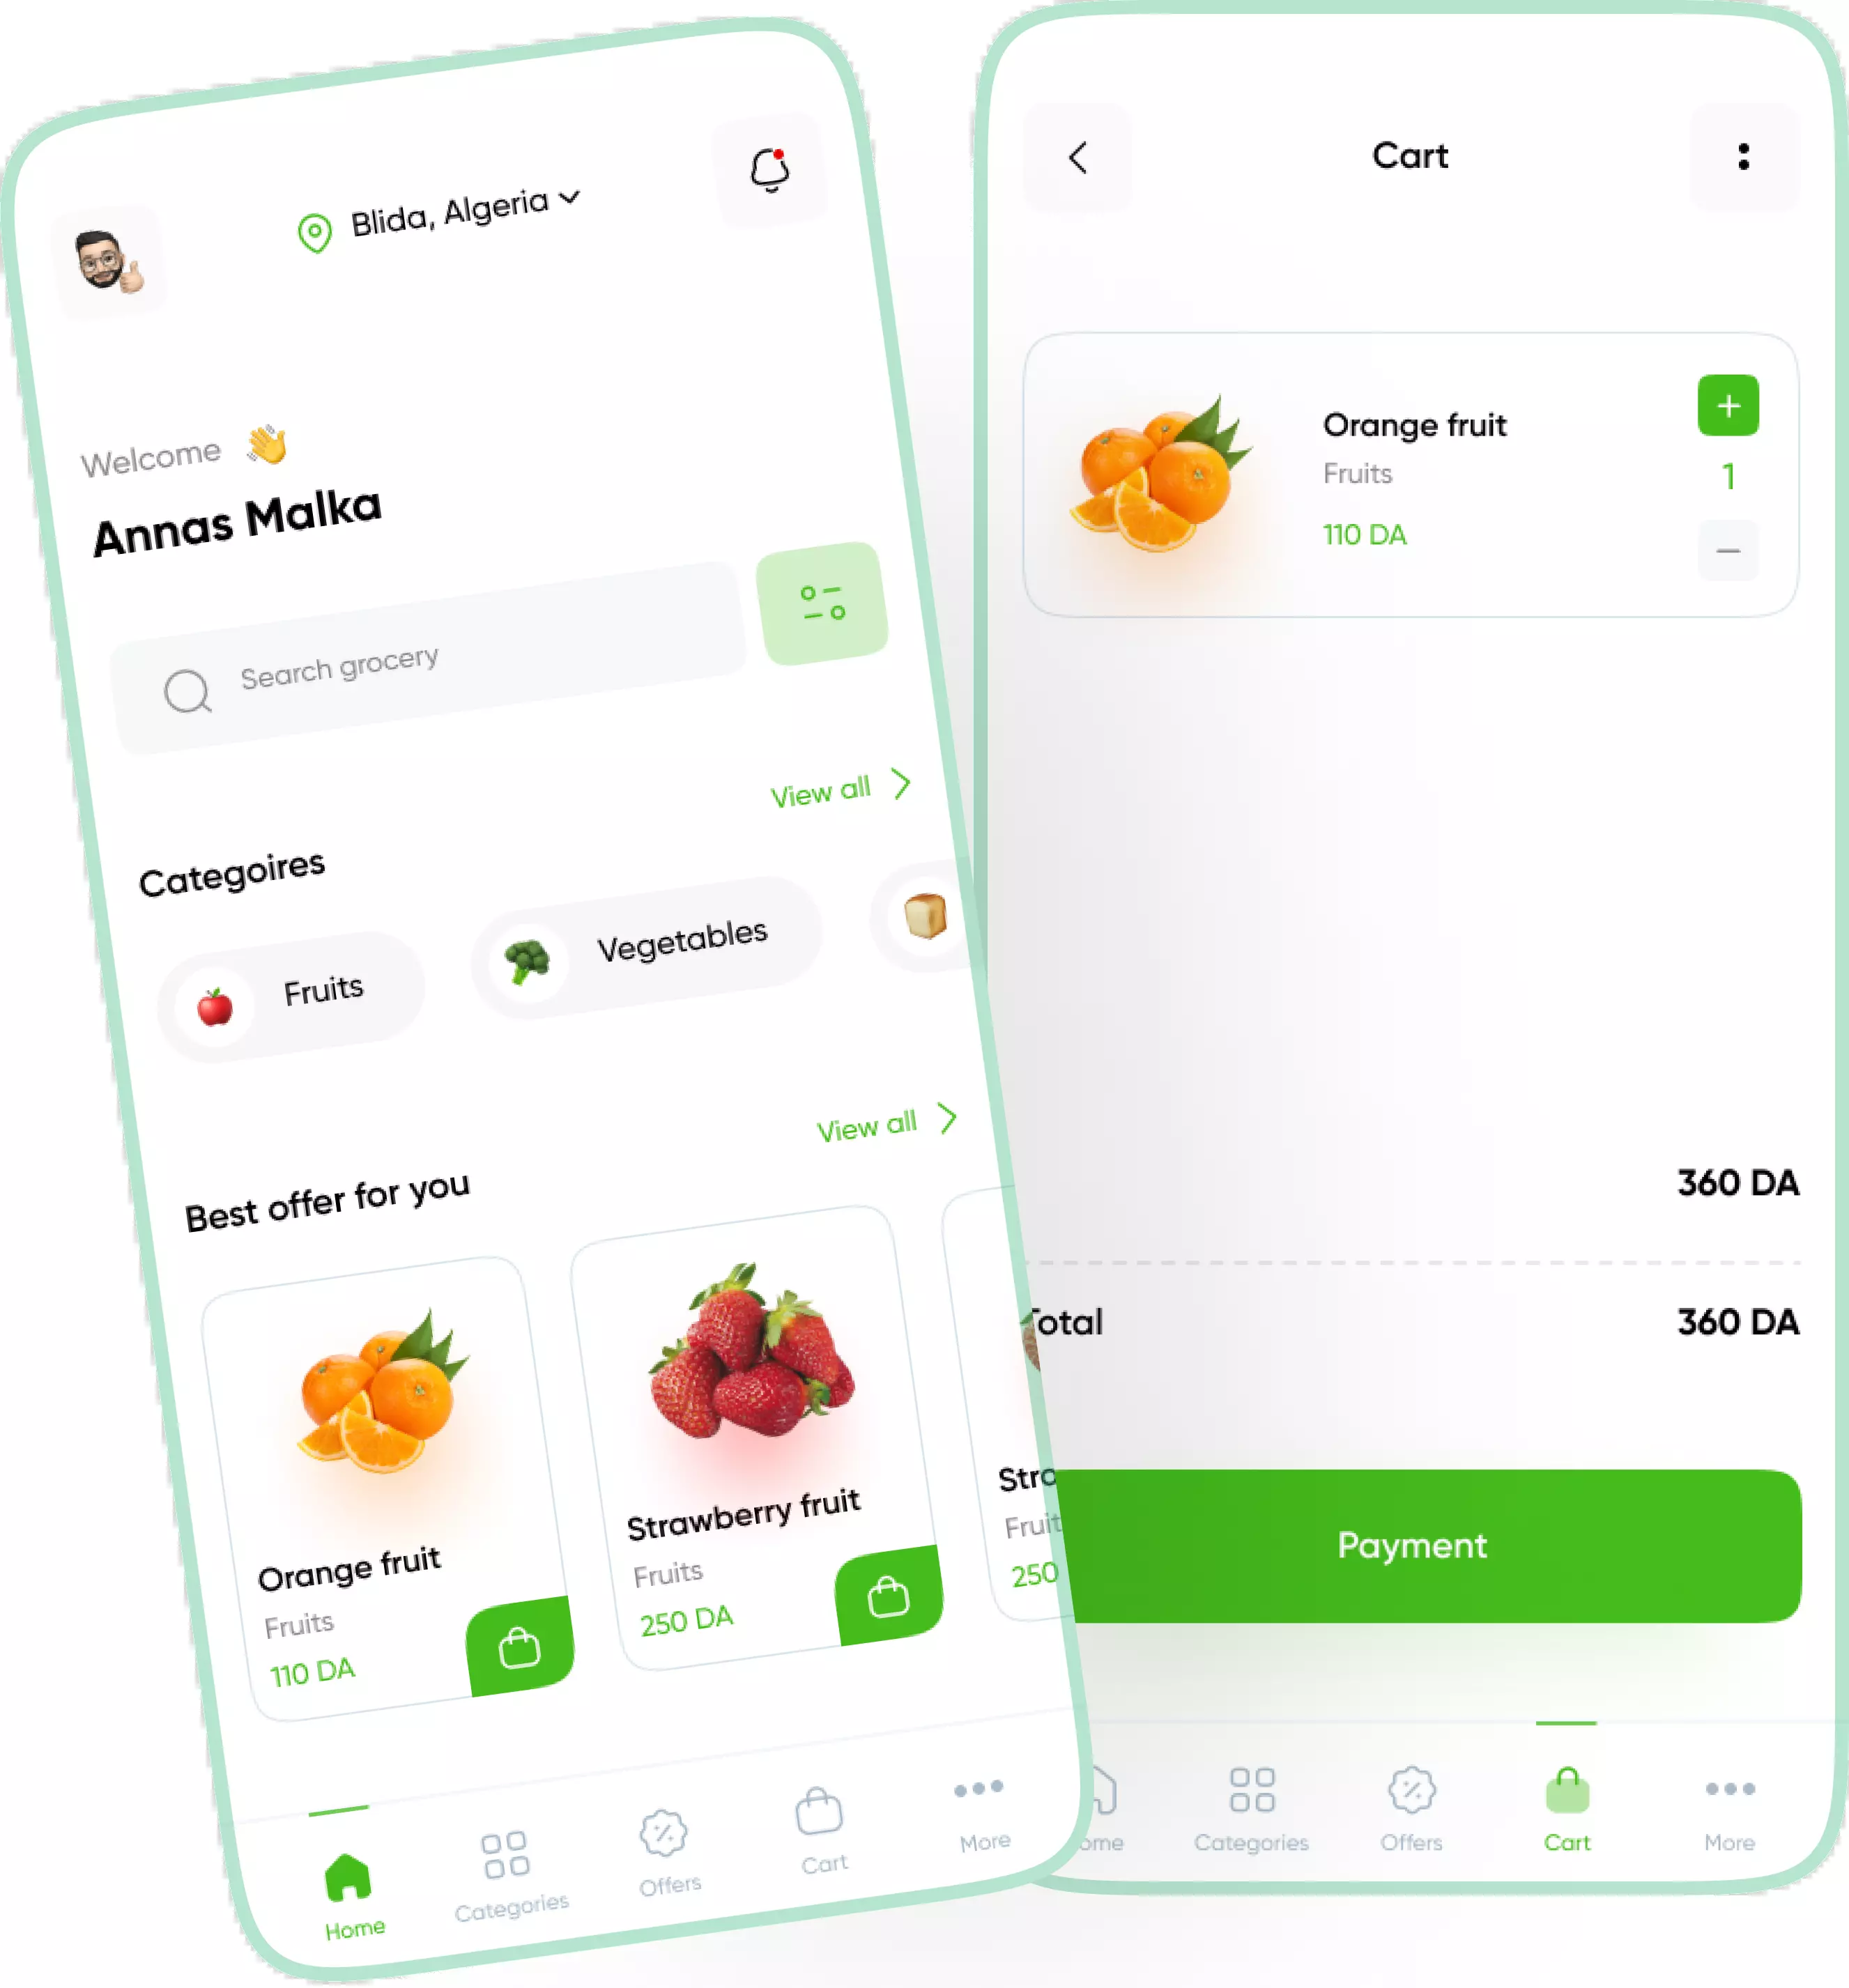 Blida, Algeria
Welcome
Annas Malka
Search grocery
View all
Categoires
Fruits
Vegetables
View all
Best offer for you
Orange fruit
Fruits
110 DA
Strawberry fruit
Fruits
250 DA
Stro
Fruit
250
Home
Categories
Offers
Cart
More
Cart
Orange fruit
Fruits
110 DA
1
360 DA
Total
360 DA
Payment
ome
Categories
Offers
Cart
More